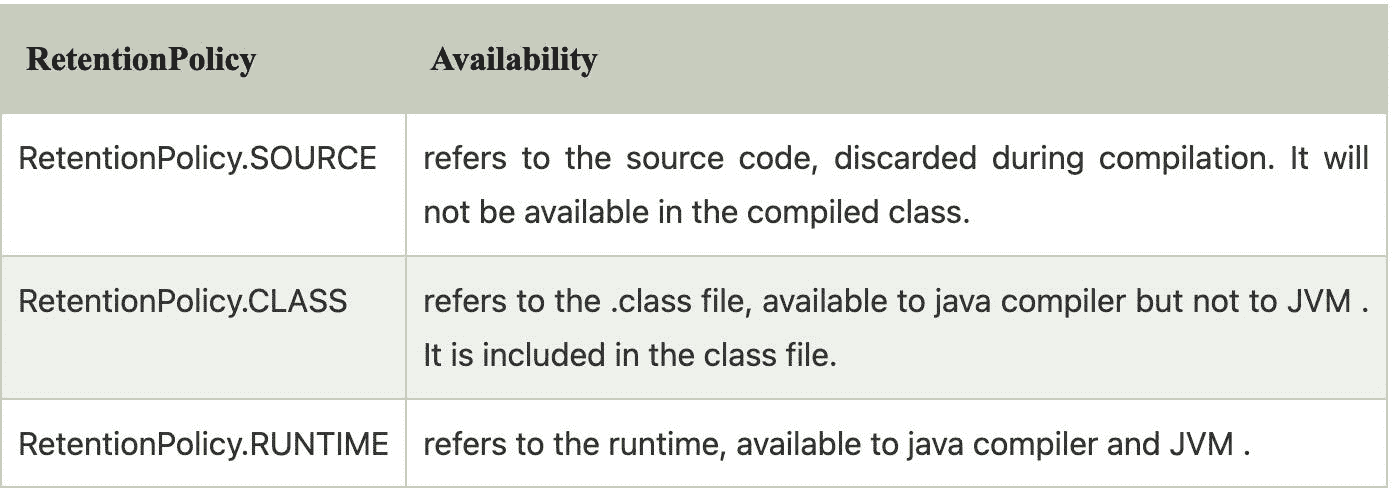 RetentionPolicy Availability
RetentionPolicy.SOURCE refers to the source code, discarded during compilation. It will
not be available in the compiled class.
RetentionPolicy.CLASS refers to the .class file, available to java compiler but not to JVM .
It is included in the class file.
RetentionPolicy.RUNTIME refers to the runtime, available to java compiler and JVM .